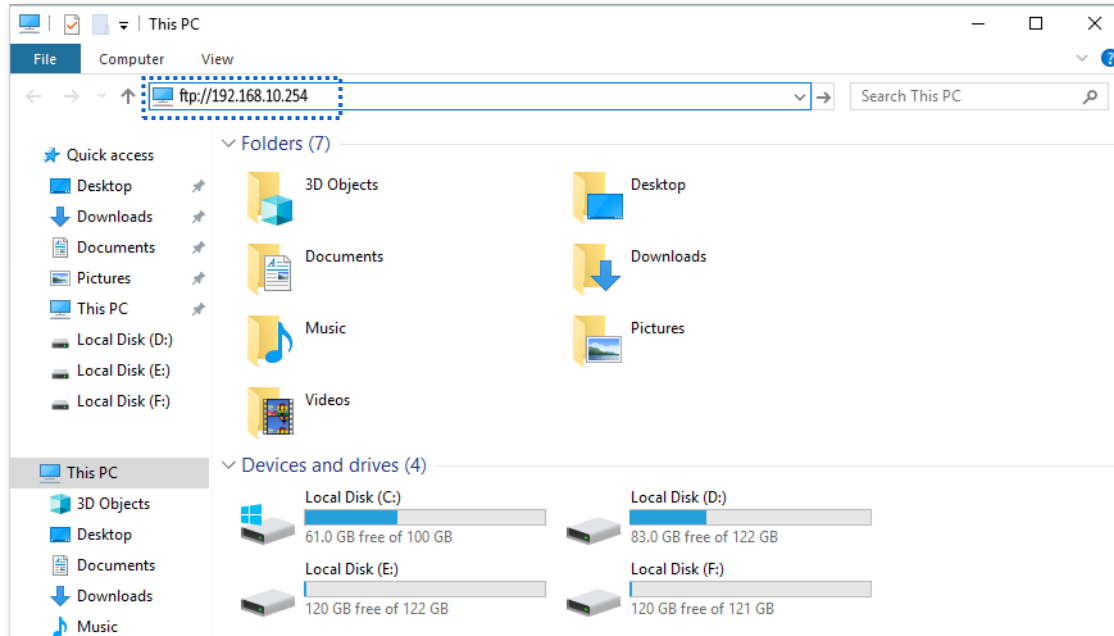 This PC
File Computer View ?
ftp://192.168.10.254 Search This PC
Quick access
Desktop
Downloads
Documents
Pictures
This PC
Local Disk (D:)
Local Disk (E:)
Local Disk (F:)
This PC
3D Objects
Desktop
Documents
Downloads
Music
Folders (7)
3D Objects Desktop
Documents Downloads
Music Pictures
Videos
Devices and drives (4)
Local Disk (C:) Local Disk (D:)
61.0 GB free of 100 GB 83.0 GB free of 122 GB
Local Disk (E:) Local Disk (F:)
120 GB free of 122 GB 120 GB free of 121 GB